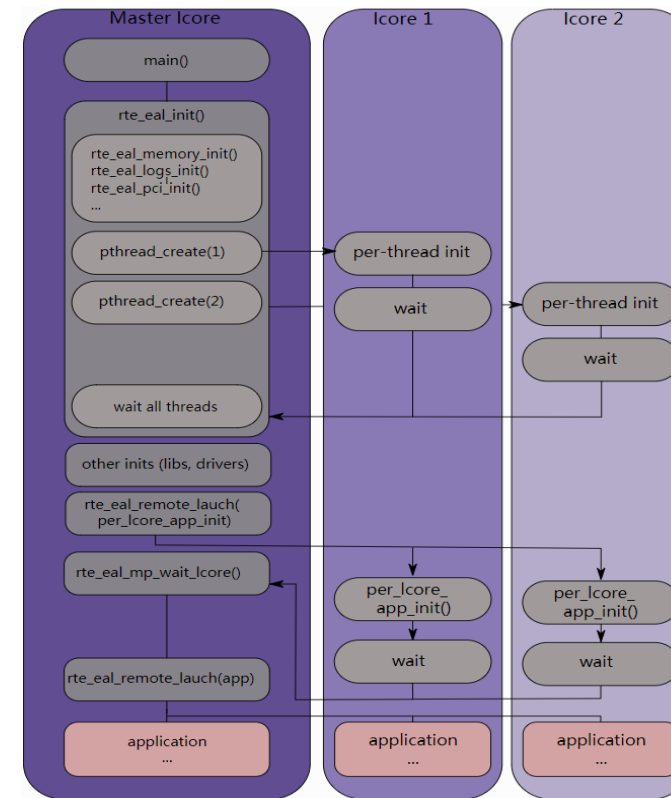 Master lcore
main()
rte_eal_init()
rte_eal_memory_init()
rte_eal_logs_init()
rte_eal_pci_init()
...
pthread_create(1)
pthread_create(2)
wait all threads
other inits (libs, drivers)
rte_eal_remote_lauch(
per_lcore_app_init)
rte_eal_mp_wait_lcore()
rte_eal_remote_lauch(app)
application
...
lcore 1
per-thread init
wait
per_lcore_
app_init()
wait
application
...
lcore 2
per-thread init
wait
per_lcore_
app_init()
wait
application
...